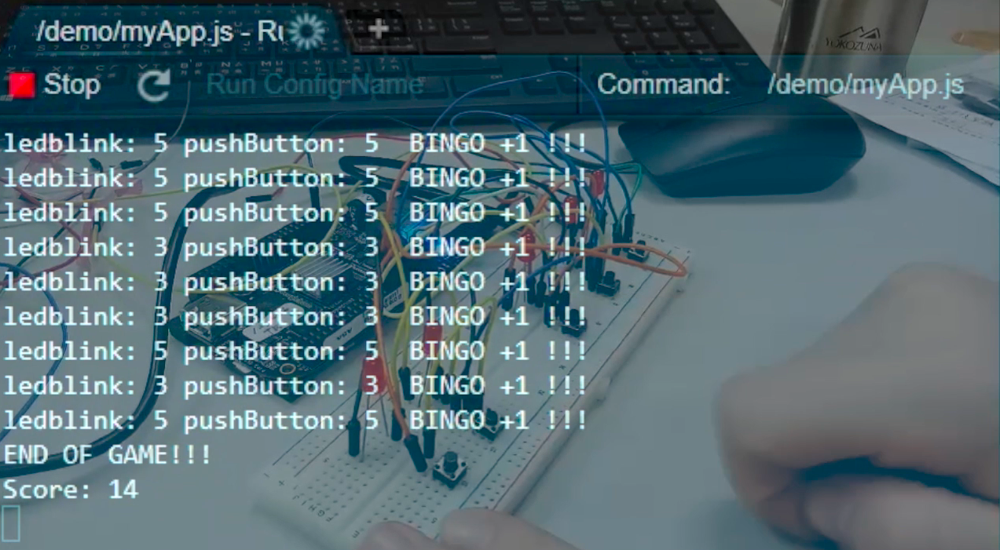 /demo/myApp.js - Ru
+
Stop
Run Config Name
Command:
/demo/myApp.js
YOKOZUNA
ledblink: 5 pushButton: 5 BINGO +1 !!!
ledblink: 5 pushButton: 5 BINGO +1 !!!
ledblink: 5 pushButton: 5 BINGO +1 !!!
ledblink: 3 pushButton: 3 BINGO +1 !!!
ledblink: 3 pushButton: 3 BINGO +1 !!!
ledblink: 3 pushButton: 3 BINGO +1 !!!
ledblink: 5 pushButton: 5 BINGO +1 !!!
ledblink: 3 pushButton: 3 BINGO +1 !!!
ledblink: 5 pushButton: 5 BINGO +1 !!!
END OF GAME!!!
Score: 14